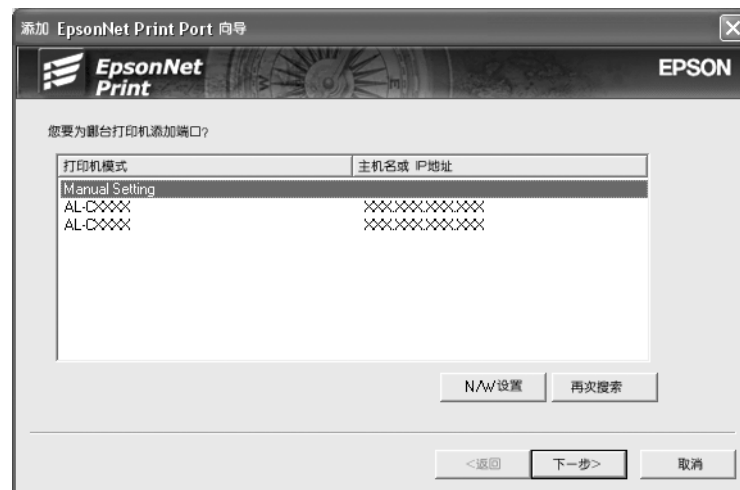 添加 EpsonNet Print Port 向导
EpsonNet
Print
EPSON
您要为哪台打印机添加端口?
打印机模式 主机名或 IP地址
Manual Setting
AL-CXXXX XXX.XXX.XXX.XXX
AL-CXXXX XXX.XXX.XXX.XXX
N/W设置 再次搜索
<返回 下一步> 取消